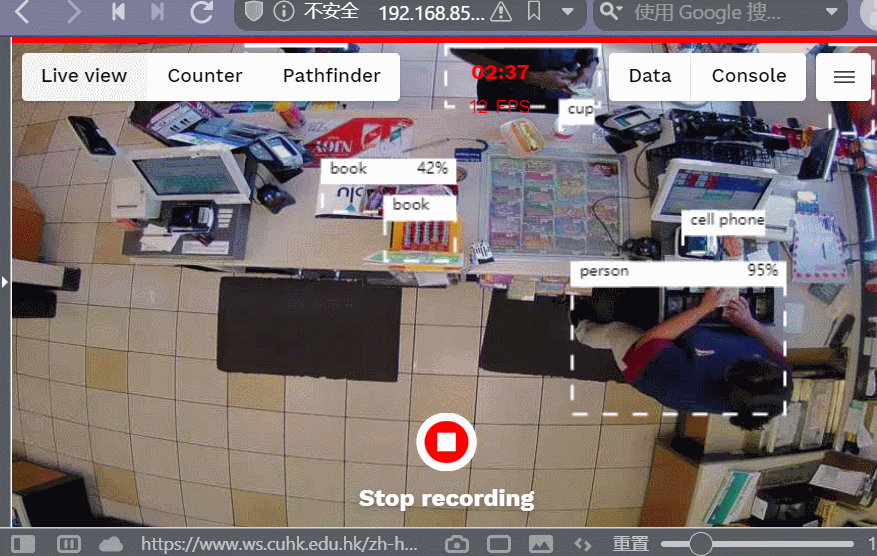 不安全 192.168.85... 使用 Google 搜...
Live view Counter Pathfinder 02:37 Data Console
12 FPS
cup
book 42%
book
cell phone
person 95%
Stop recording
https://www.ws.cuhk.edu.hk/zh-h... 重置 1